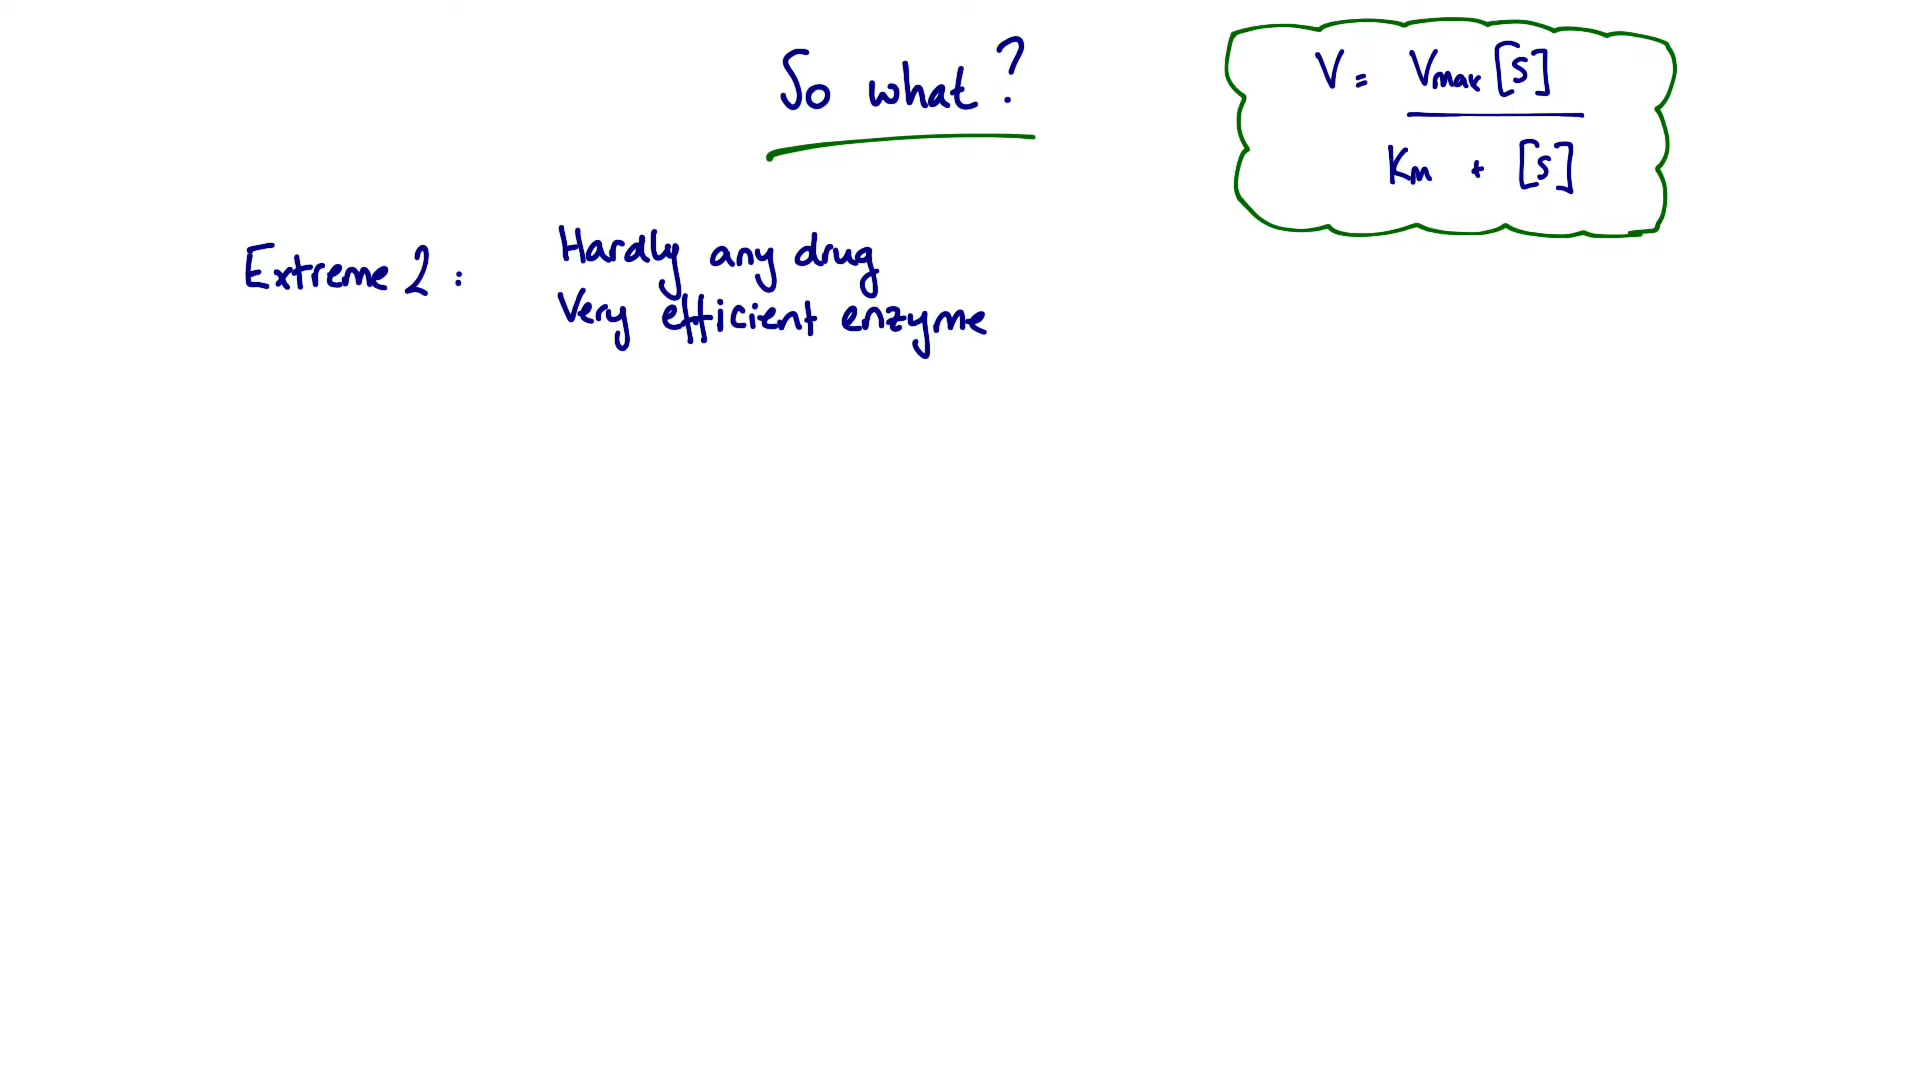 So what?
V = Vmax [S]
Km + [S]
Extreme 2 :
Hardly any drug
Very efficient enzyme